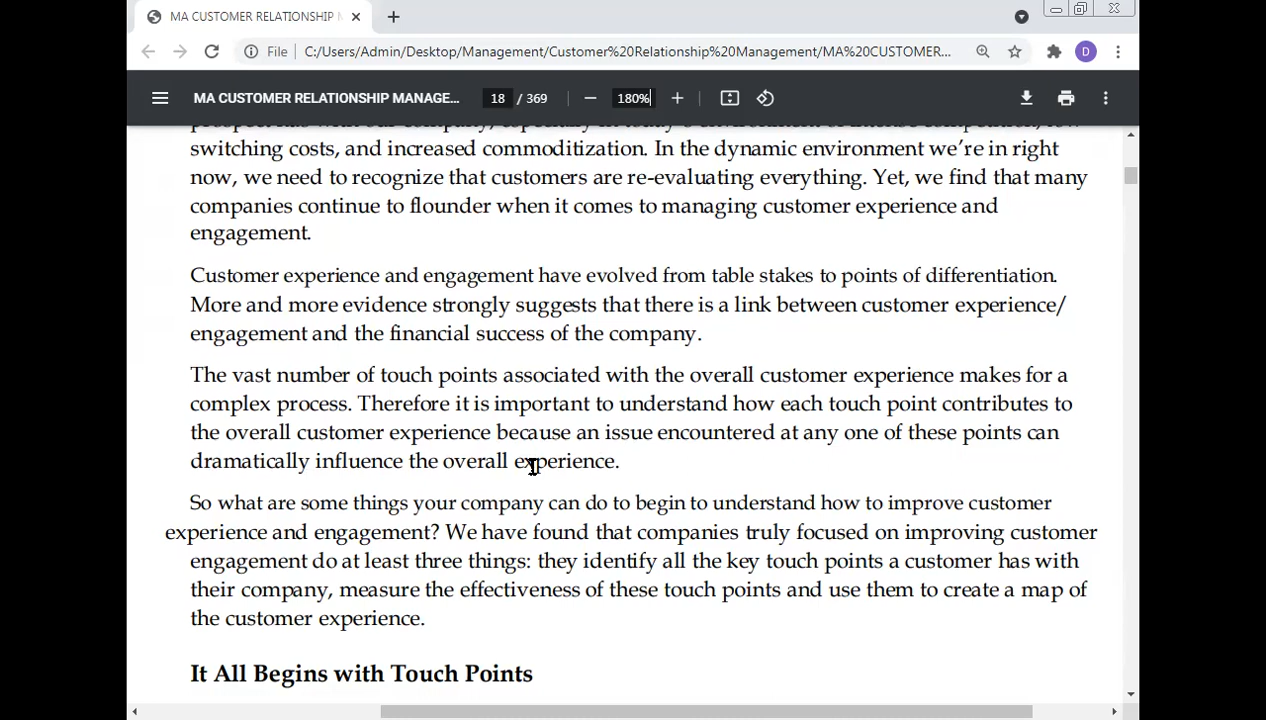 MA CUSTOMER RELATIONSHIP M
File C:/Users/Admin/Desktop/Management/Customer%20Relationship%20Management/MA%20CUSTOMER... D
MA CUSTOMER RELATIONSHIP MANAGE... 18 / 369 180%
switching costs, and increased commoditization. In the dynamic environment we’re in right
now, we need to recognize that customers are re-evaluating everything. Yet, we find that many
companies continue to flounder when it comes to managing customer experience and
engagement.
Customer experience and engagement have evolved from table stakes to points of differentiation.
More and more evidence strongly suggests that there is a link between customer experience/
engagement and the financial success of the company.
The vast number of touch points associated with the overall customer experience makes for a
complex process. Therefore it is important to understand how each touch point contributes to
the overall customer experience because an issue encountered at any one of these points can
dramatically influence the overall experience.
So what are some things your company can do to begin to understand how to improve customer
experience and engagement? We have found that companies truly focused on improving customer
engagement do at least three things: they identify all the key touch points a customer has with
their company, measure the effectiveness of these touch points and use them to create a map of
the customer experience.
It All Begins with Touch Points